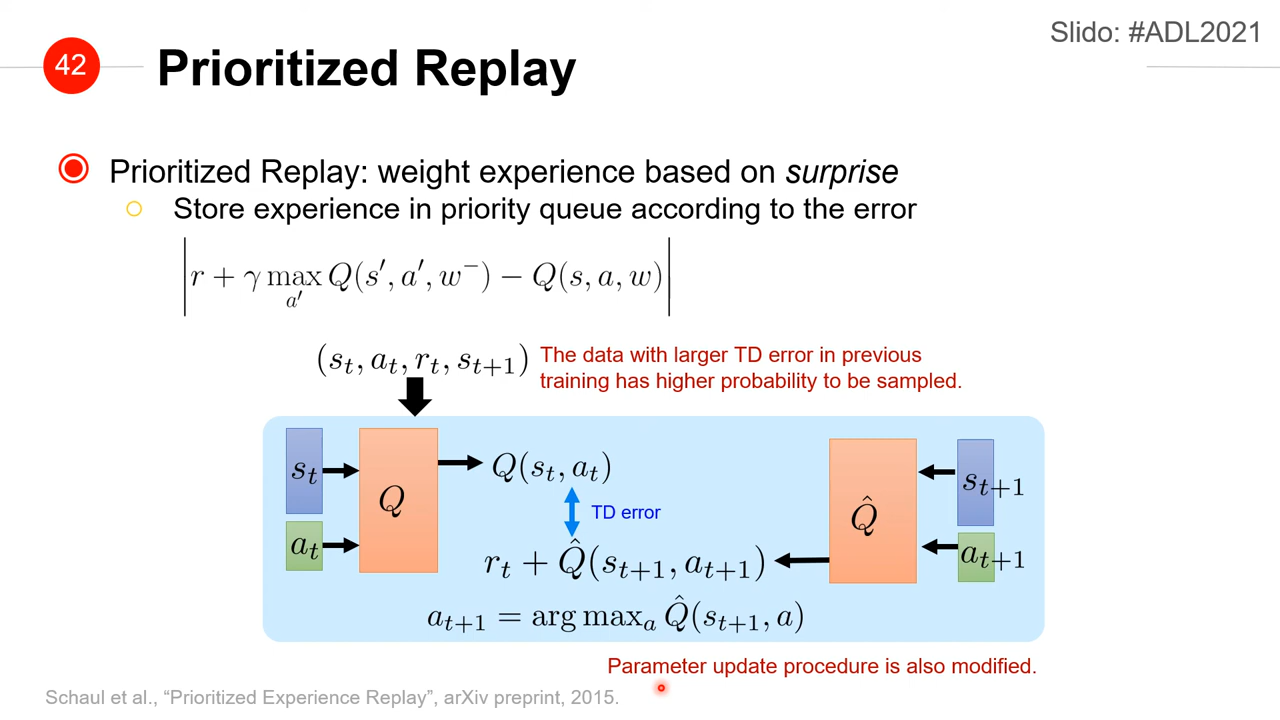 Slido: #ADL2021
42
Prioritized Replay
Prioritized Replay: weight experience based on surprise
Store experience in priority queue according to the error
| r + γ max_{a'} Q(s', a', w⁻) − Q(s, a, w) |
(s_t, a_t, r_t, s_{t+1})
The data with larger TD error in previous
training has higher probability to be sampled.
s_t
a_t
Q
Q(s_t, a_t)
TD error
r_t + Q̂(s_{t+1}, a_{t+1})
a_{t+1} = arg max_a Q̂(s_{t+1}, a)
Q̂
s_{t+1}
a_{t+1}
Parameter update procedure is also modified.
Schaul et al., “Prioritized Experience Replay”, arXiv preprint, 2015.